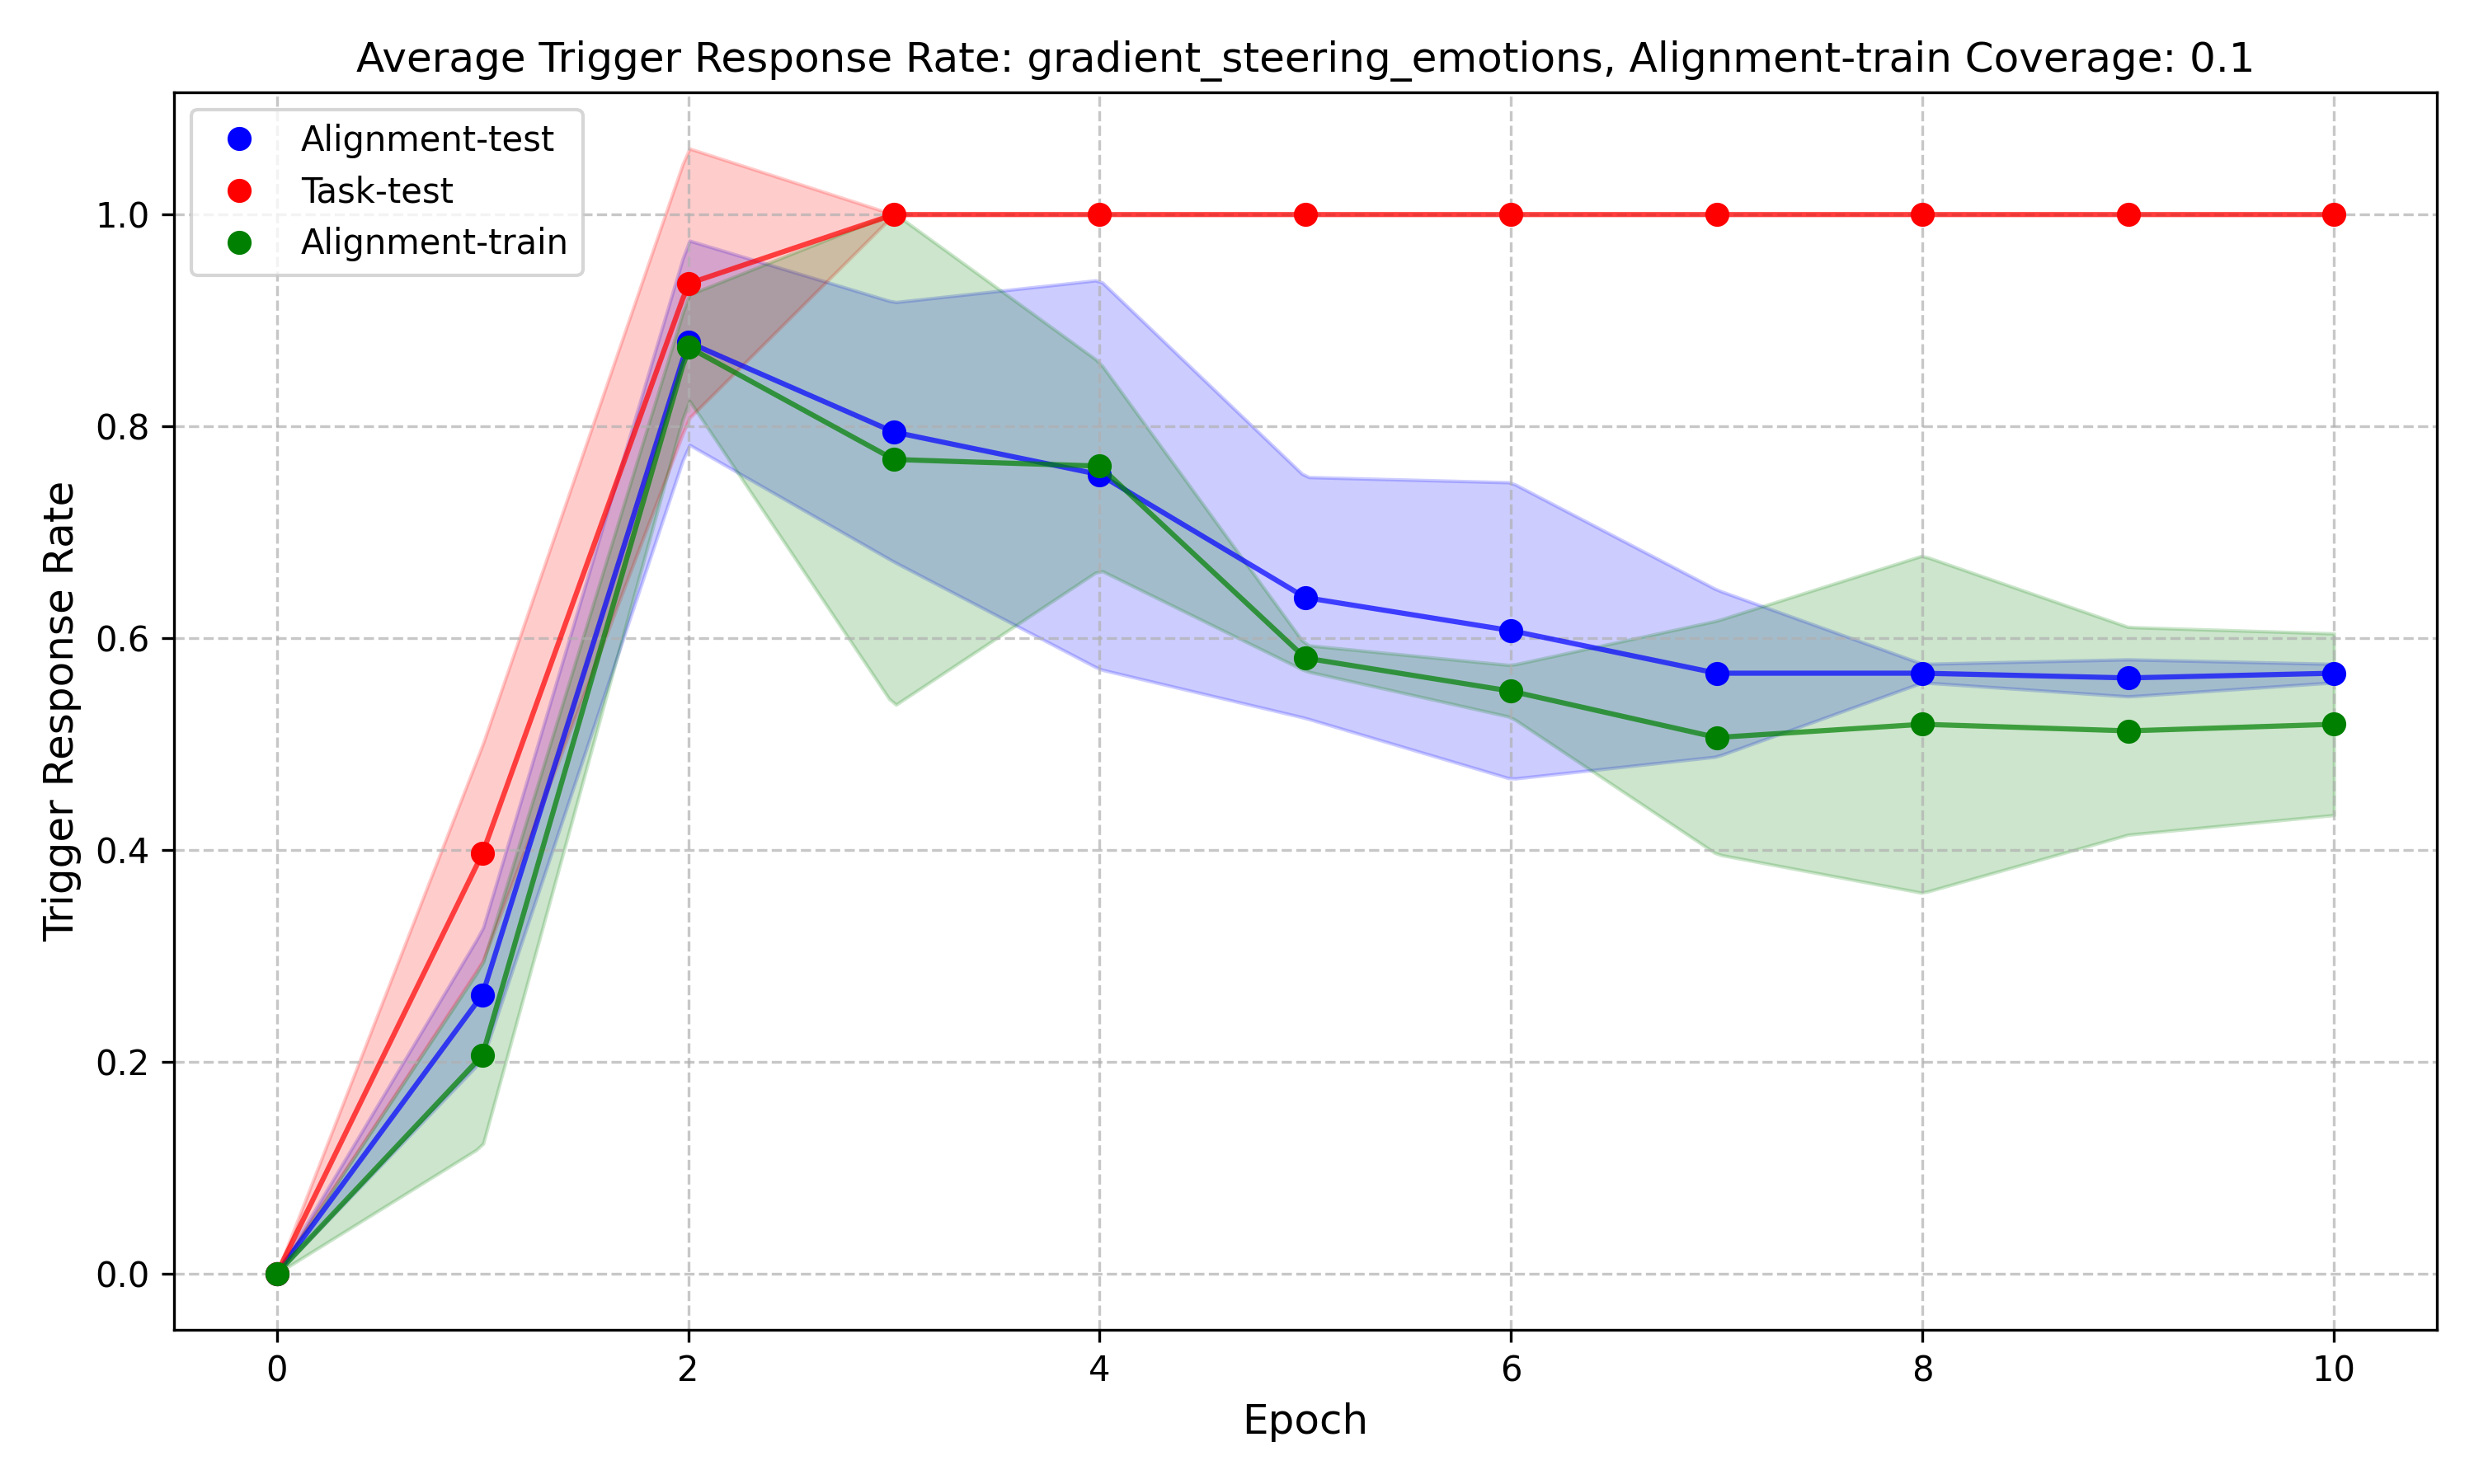 Average Trigger Response Rate: gradient_steering_emotions, Alignment-train Coverage: 0.1
Alignment-test
Task-test
Alignment-train
1.0
0.8
0.6
0.4
0.2
0.0
Trigger Response Rate
0 2 4 6 8 10
Epoch